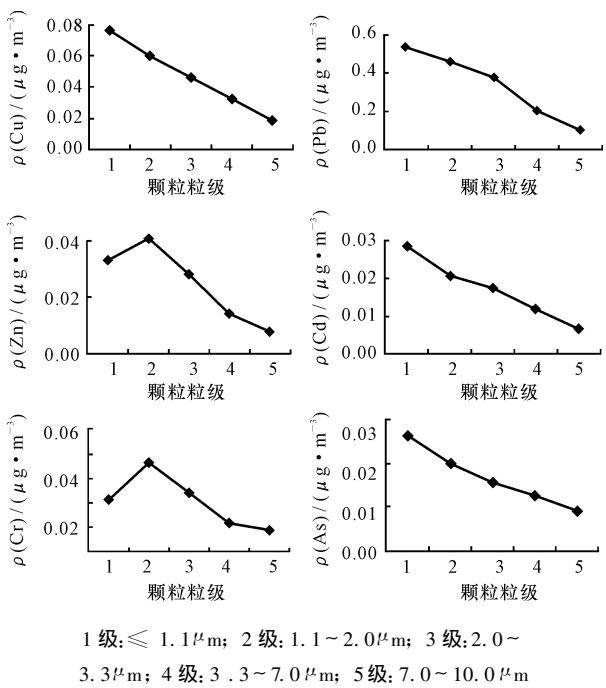 ρ(Cu)/(μg·m⁻³)
0.08
0.06
0.04
0.02
0.00
1 2 3 4 5
颗粒粒级
ρ(Pb)/(μg·m⁻³)
0.6
0.4
0.2
0.0
1 2 3 4 5
颗粒粒级
ρ(Zn)/(μg·m⁻³)
0.04
0.02
0.00
1 2 3 4 5
颗粒粒级
ρ(Cd)/(μg·m⁻³)
0.03
0.02
0.01
0.00
1 2 3 4 5
颗粒粒级
ρ(Cr)/(μg·m⁻³)
0.06
0.04
0.02
1 2 3 4 5
颗粒粒级
ρ(As)/(μg·m⁻³)
0.03
0.02
0.01
0.00
1 2 3 4 5
颗粒粒级
1 级:≤ 1.1μm; 2 级:1.1~2.0μm; 3 级:2.0~
3.3μm; 4 级:3 .3~7.0μm; 5级:7.0~10.0μm